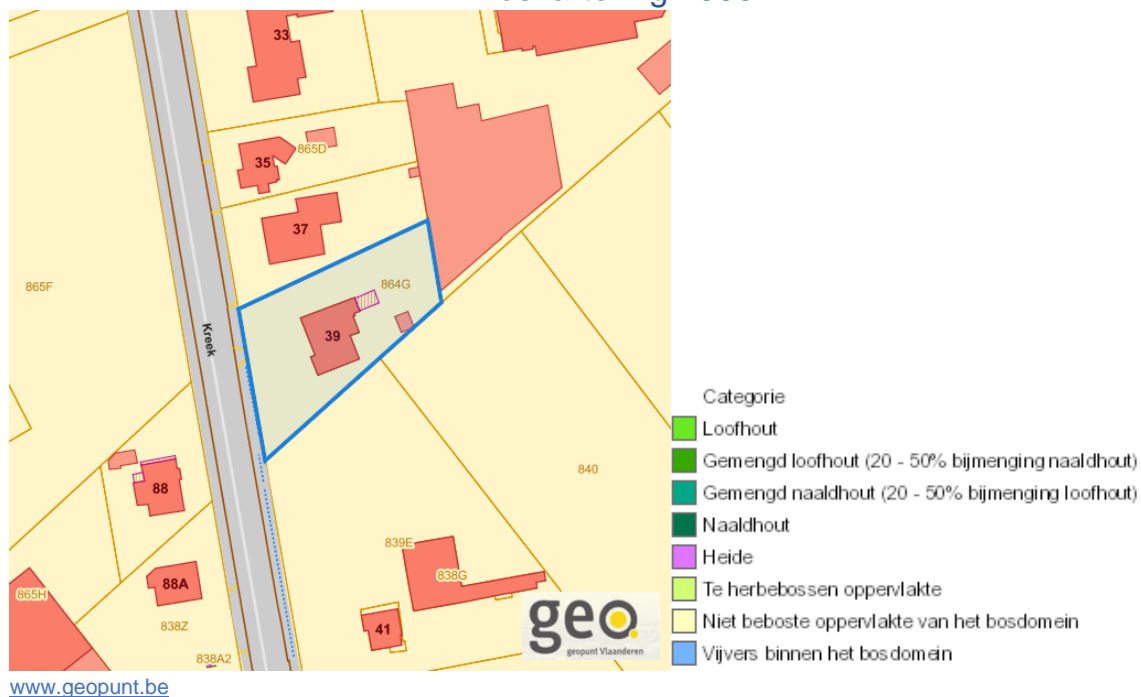 33
35
865D
37
865F
864G
39
Kreek
840
88
839E
838G
88A
865H
838Z
41
838A2
geo
geopunt Vlaanderen
Categorie
Loofhout
Gemengd loofhout (20 - 50% bijmenging naaldhout)
Gemengd naaldhout (20 - 50% bijmenging loofhout)
Naaldhout
Heide
Te herbebossen oppervlakte
Niet beboste oppervlakte van het bosdomein
Vijvers binnen het bosdomein
www.geopunt.be